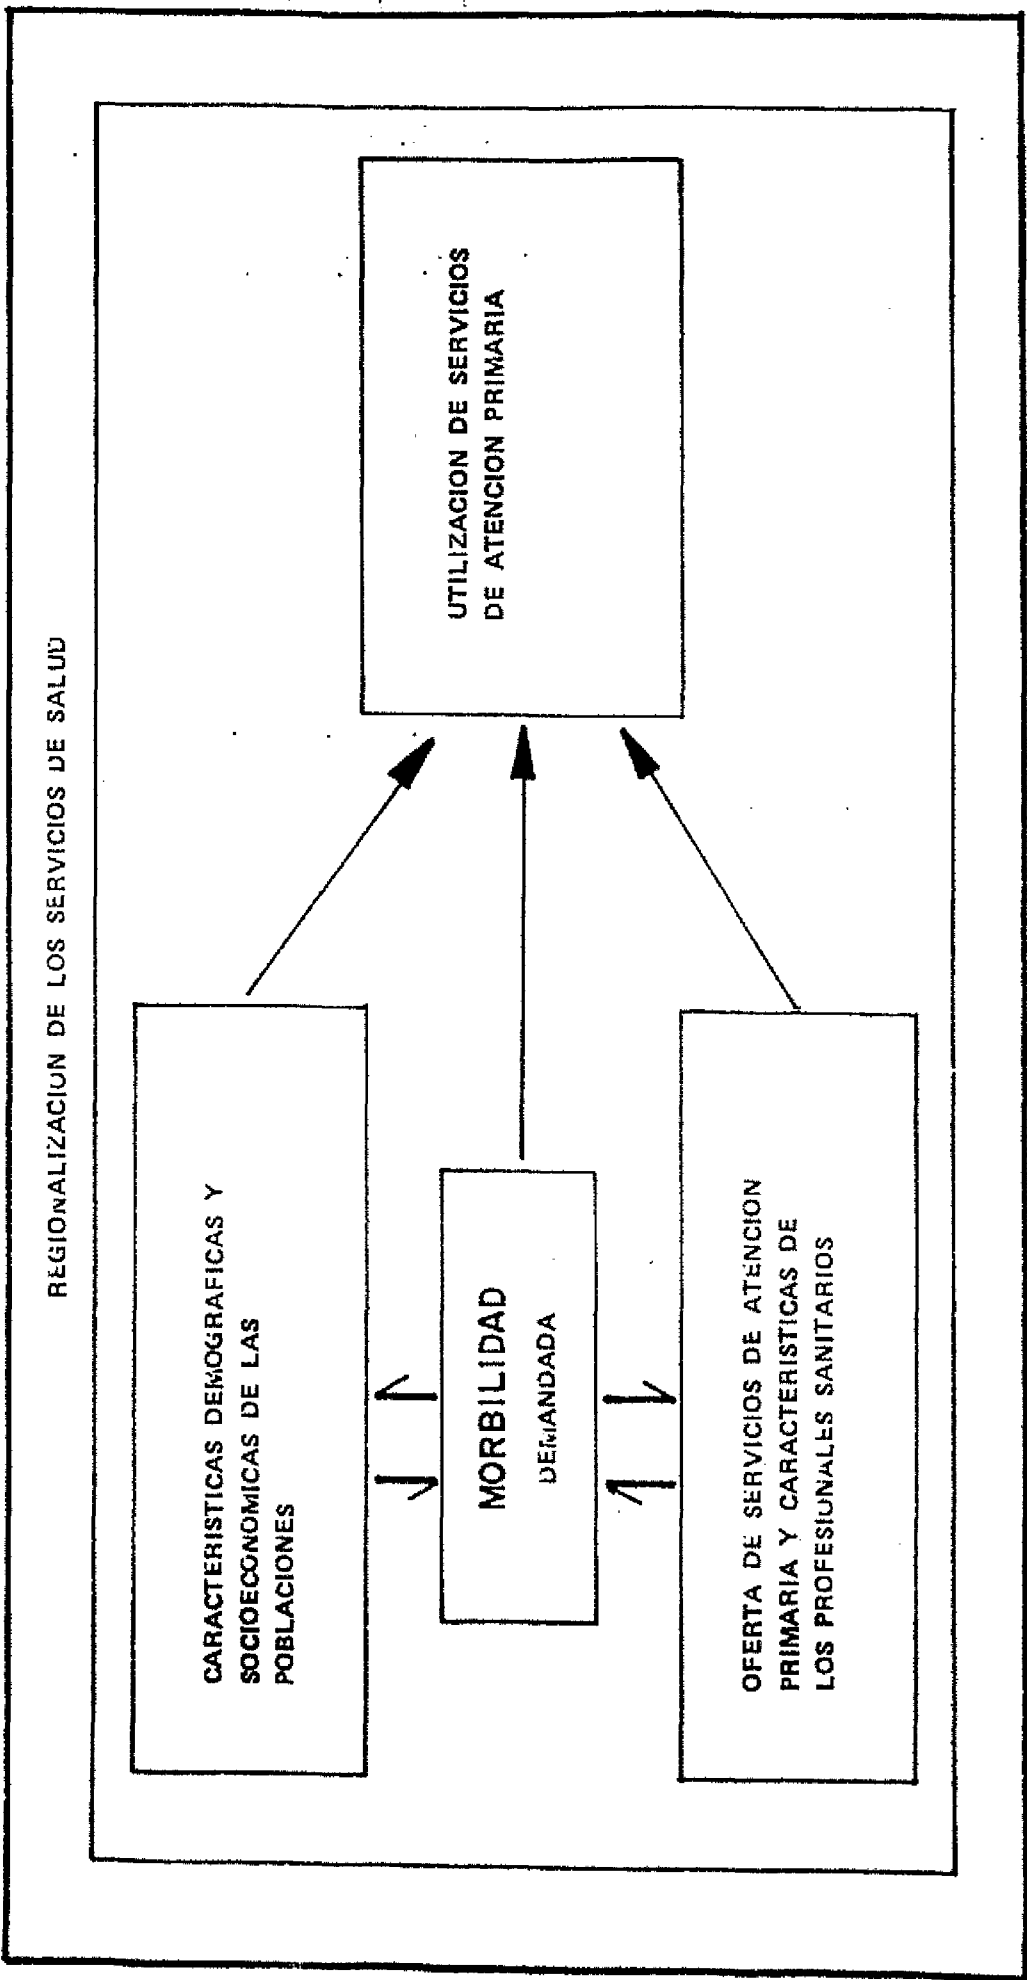 REGIONALIZACION DE LOS SERVICIOS DE SALUD
CARACTERISTICAS DEMOGRAFICAS Y
SOCIOECONOMICAS DE LAS
POBLACIONES
MORBILIDAD
DEMANDADA
OFERTA DE SERVICIOS DE ATENCION
PRIMARIA Y CARACTERISTICAS DE
LOS PROFESIONALES SANITARIOS
UTILIZACION DE SERVICIOS
DE ATENCION PRIMARIA